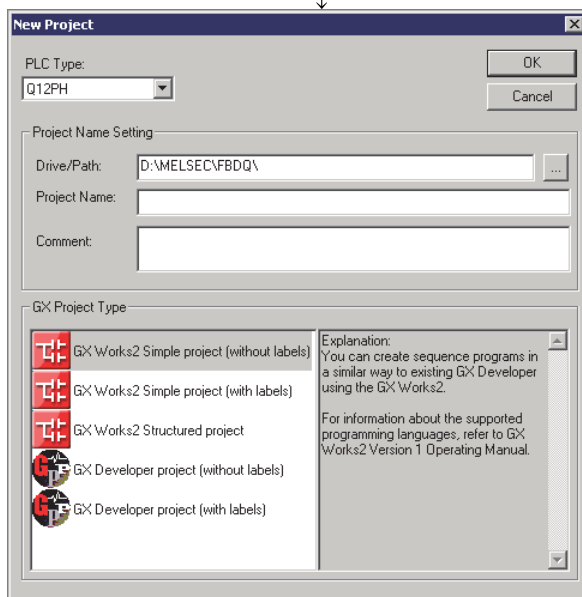 New Project
PLC Type:
OK
Q12PH
Cancel
Project Name Setting
Drive/Path:
D:\MELSEC\FBDQ\
...
Project Name:
Comment:
GX Project Type
GX Works2 Simple project (without labels)
GX Works2 Simple project (with labels)
GX Works2 Structured project
GX Developer project (without labels)
GX Developer project (with labels)
Explanation:
You can create sequence programs in
a similar way to existing GX Developer
using the GX Works2.
For information about the supported
programming languages, refer to GX
Works2 Version 1 Operating Manual.